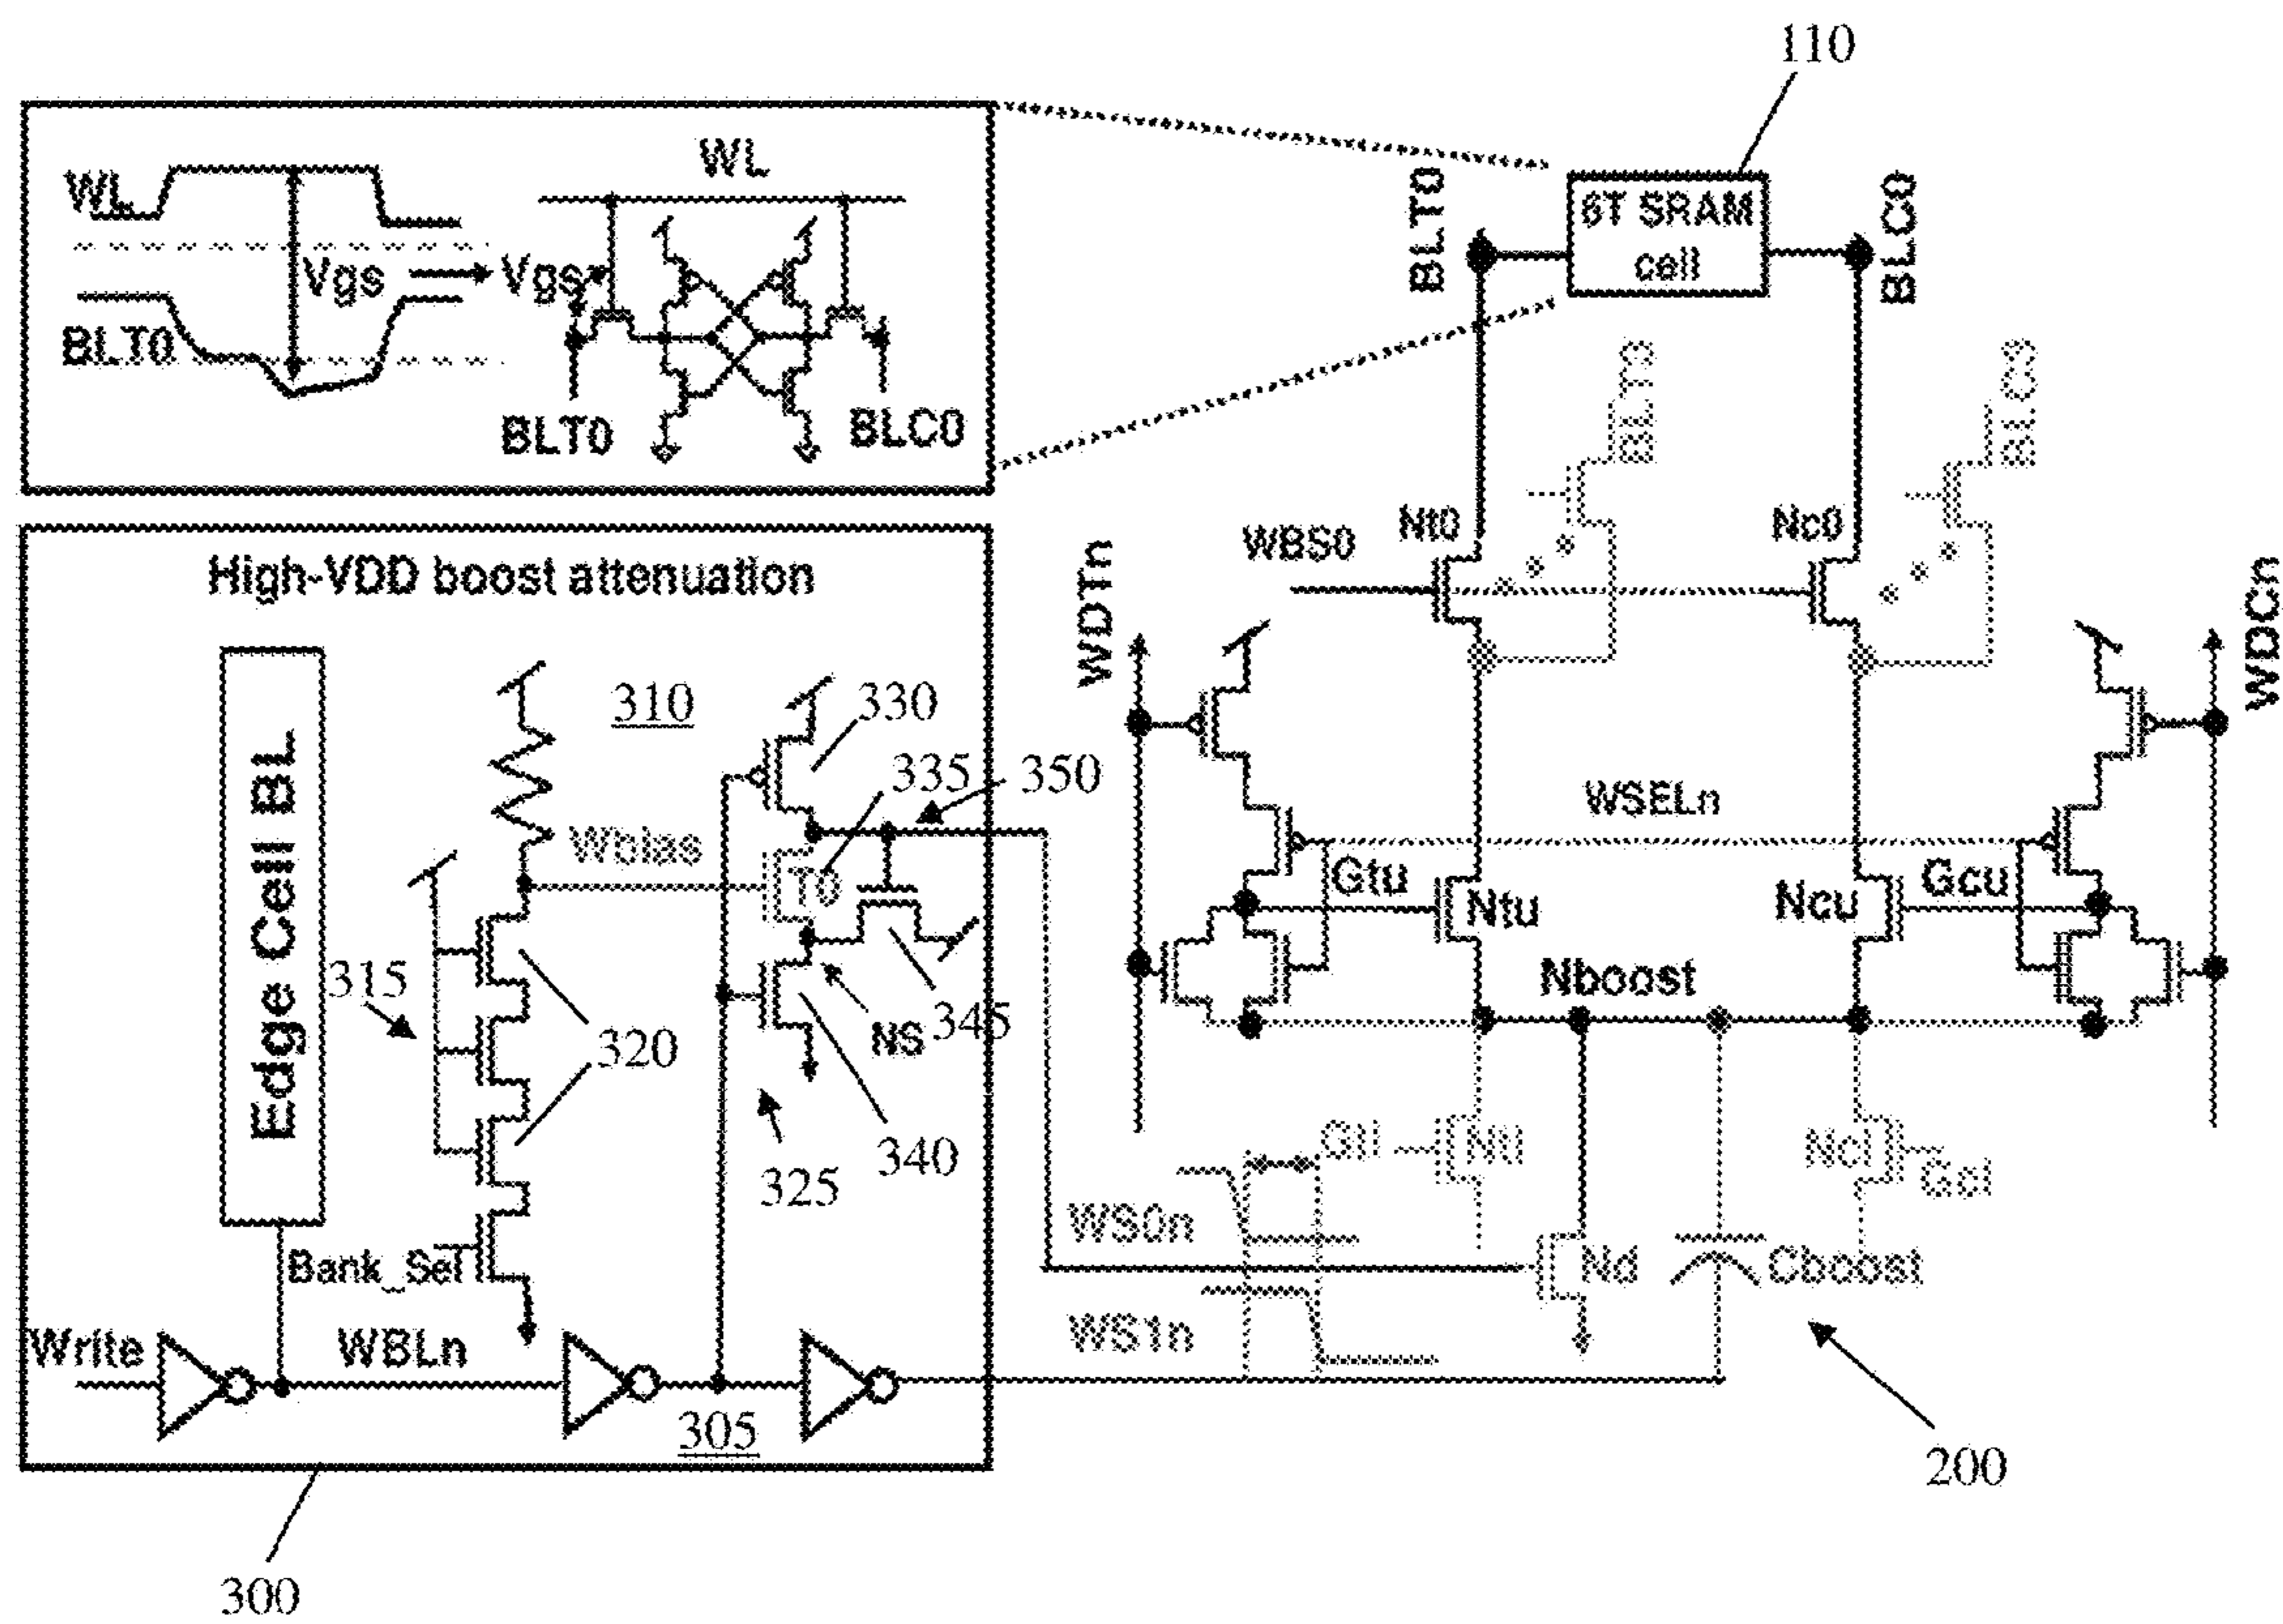 110
WL
WL
BLT0
6T SRAM
cell
BLC0
Vgs
Vgs
BLT0
BLT0
BLC0
BLT3
BLC3
High-VDD boost attenuation
WBS0
Nt0
Nc0
WDTn
WDCn
Edge Cell BL
310
330
335
350
WSELn
Wbias
T0
Gtu
Ntu
Ncu
Gcu
315
320
NS
345
Nboost
325
340
Gtl
Ntl
Ncl
Gcl
WS0n
Nd
Cboost
Bank_Sel
Write
WBLn
WS1n
305
200
300